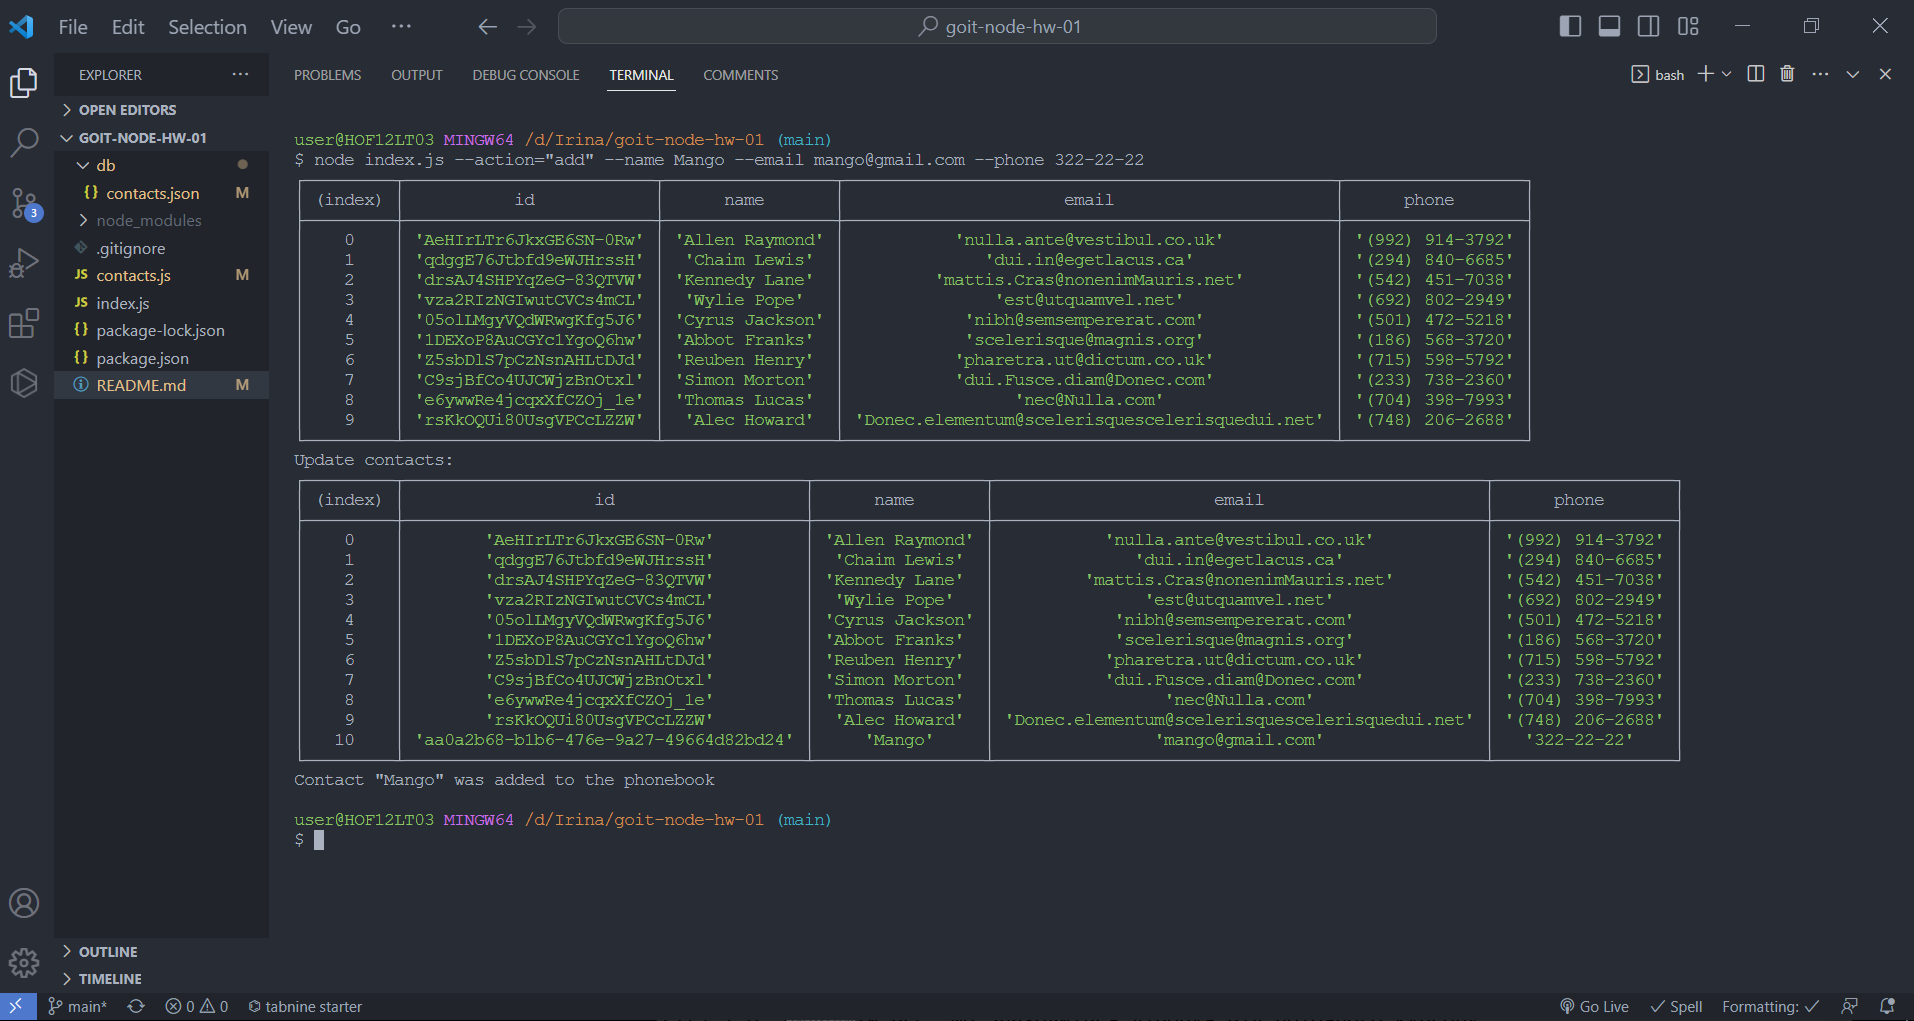 File Edit Selection View Go ··· goit-node-hw-01
EXPLORER ···
OPEN EDITORS
GOIT-NODE-HW-01
db
{} contacts.json M
node_modules
.gitignore
JS contacts.js M
JS index.js
{} package-lock.json
{} package.json
README.md M
OUTLINE
TIMELINE
3
PROBLEMS OUTPUT DEBUG CONSOLE TERMINAL COMMENTS bash
user@HOF12LT03 MINGW64 /d/Irina/goit-node-hw-01 (main)
$ node index.js --action="add" --name Mango --email mango@gmail.com --phone 322-22-22
(index) id name email phone
0 'AeHIrLTr6JkxGE6SN-0Rw' 'Allen Raymond' 'nulla.ante@vestibul.co.uk' '(992) 914-3792'
1 'qdggE76Jtbfd9eWJHrssH' 'Chaim Lewis' 'dui.in@egetlacus.ca' '(294) 840-6685'
2 'drsAJ4SHPYqZeG-83QTVW' 'Kennedy Lane' 'mattis.Cras@nonenimMauris.net' '(542) 451-7038'
3 'vza2RIzNGIwutCVCs4mCL' 'Wylie Pope' 'est@utquamvel.net' '(692) 802-2949'
4 '05olLMgyVQdWRwgKfg5J6' 'Cyrus Jackson' 'nibh@semsempererat.com' '(501) 472-5218'
5 '1DEXoP8AuCGYc1YgoQ6hw' 'Abbot Franks' 'scelerisque@magnis.org' '(186) 568-3720'
6 'Z5sbDlS7pCzNsnAHLtDJd' 'Reuben Henry' 'pharetra.ut@dictum.co.uk' '(715) 598-5792'
7 'C9sjBfCo4UJCWjzBnOtxl' 'Simon Morton' 'dui.Fusce.diam@Donec.com' '(233) 738-2360'
8 'e6ywwRe4jcqxXfCZOj_1e' 'Thomas Lucas' 'nec@Nulla.com' '(704) 398-7993'
9 'rsKkOQUi80UsgVPCcLZZW' 'Alec Howard' 'Donec.elementum@scelerisquescelerisquedui.net' '(748) 206-2688'
Update contacts:
(index) id name email phone
0 'AeHIrLTr6JkxGE6SN-0Rw' 'Allen Raymond' 'nulla.ante@vestibul.co.uk' '(992) 914-3792'
1 'qdggE76Jtbfd9eWJHrssH' 'Chaim Lewis' 'dui.in@egetlacus.ca' '(294) 840-6685'
2 'drsAJ4SHPYqZeG-83QTVW' 'Kennedy Lane' 'mattis.Cras@nonenimMauris.net' '(542) 451-7038'
3 'vza2RIzNGIwutCVCs4mCL' 'Wylie Pope' 'est@utquamvel.net' '(692) 802-2949'
4 '05olLMgyVQdWRwgKfg5J6' 'Cyrus Jackson' 'nibh@semsempererat.com' '(501) 472-5218'
5 '1DEXoP8AuCGYc1YgoQ6hw' 'Abbot Franks' 'scelerisque@magnis.org' '(186) 568-3720'
6 'Z5sbDlS7pCzNsnAHLtDJd' 'Reuben Henry' 'pharetra.ut@dictum.co.uk' '(715) 598-5792'
7 'C9sjBfCo4UJCWjzBnOtxl' 'Simon Morton' 'dui.Fusce.diam@Donec.com' '(233) 738-2360'
8 'e6ywwRe4jcqxXfCZOj_1e' 'Thomas Lucas' 'nec@Nulla.com' '(704) 398-7993'
9 'rsKkOQUi80UsgVPCcLZZW' 'Alec Howard' 'Donec.elementum@scelerisquescelerisquedui.net' '(748) 206-2688'
10 'aa0a2b68-b1b6-476e-9a27-49664d82bd24' 'Mango' 'mango@gmail.com' '322-22-22'
Contact "Mango" was added to the phonebook
user@HOF12LT03 MINGW64 /d/Irina/goit-node-hw-01 (main)
$
main* 0 0 tabnine starter Go Live Spell Formatting: